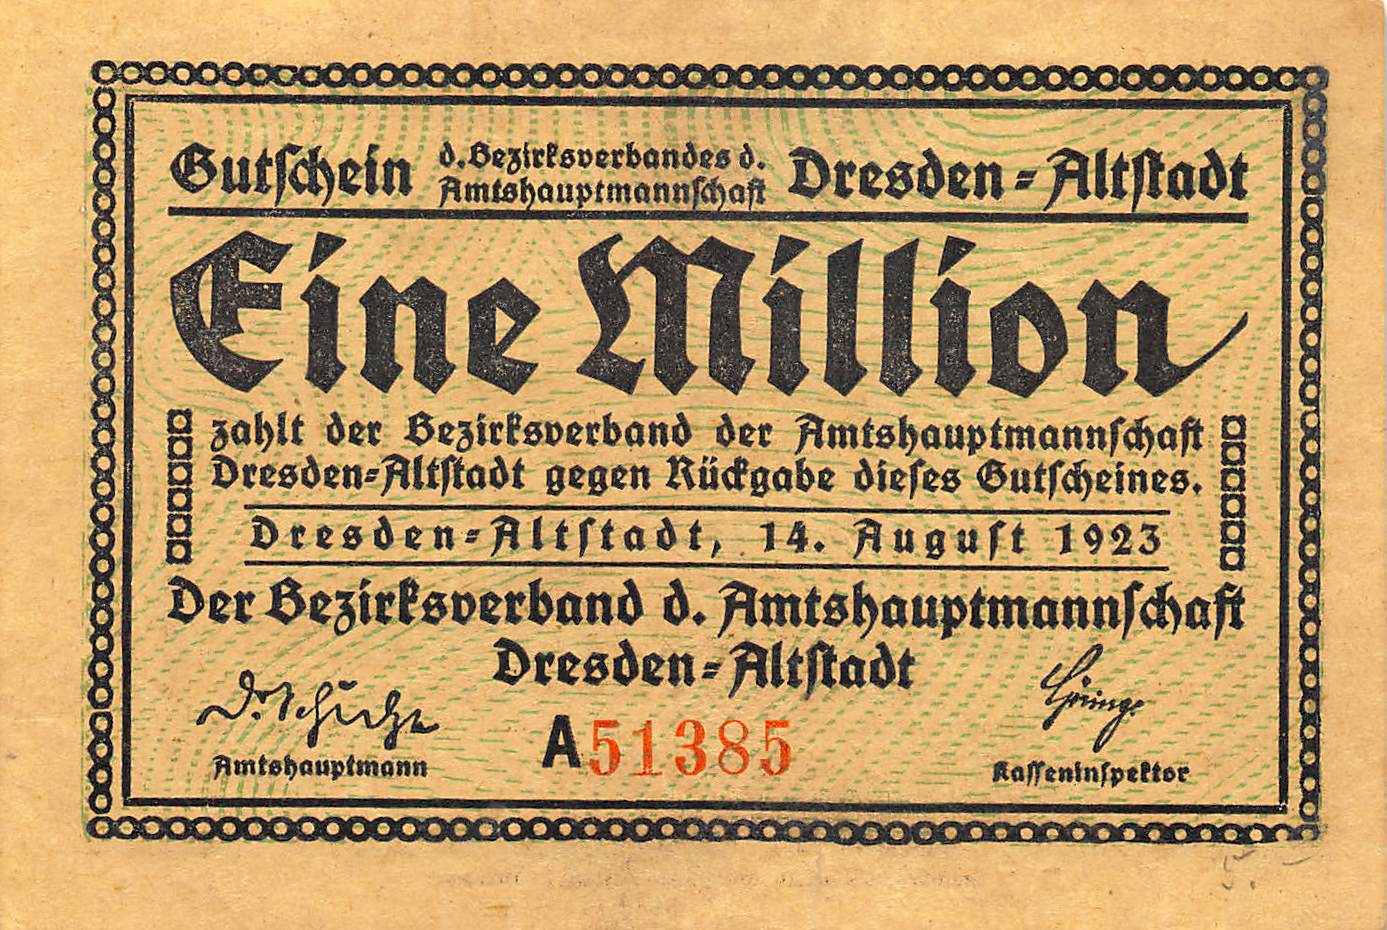 Gutschein d. Bezirksverbandes d. Amtshauptmannschaft Dresden-Altstadt
Eine Million
zahlt der Bezirksverband der Amtshauptmannschaft
Dresden-Altstadt gegen Rückgabe dieses Gutscheines.
Dresden-Altstadt, 14. August 1923
Der Bezirksverband d. Amtshauptmannschaft
Dresden-Altstadt
A51385
Amtshauptmann
Kasseninspektor
5. –